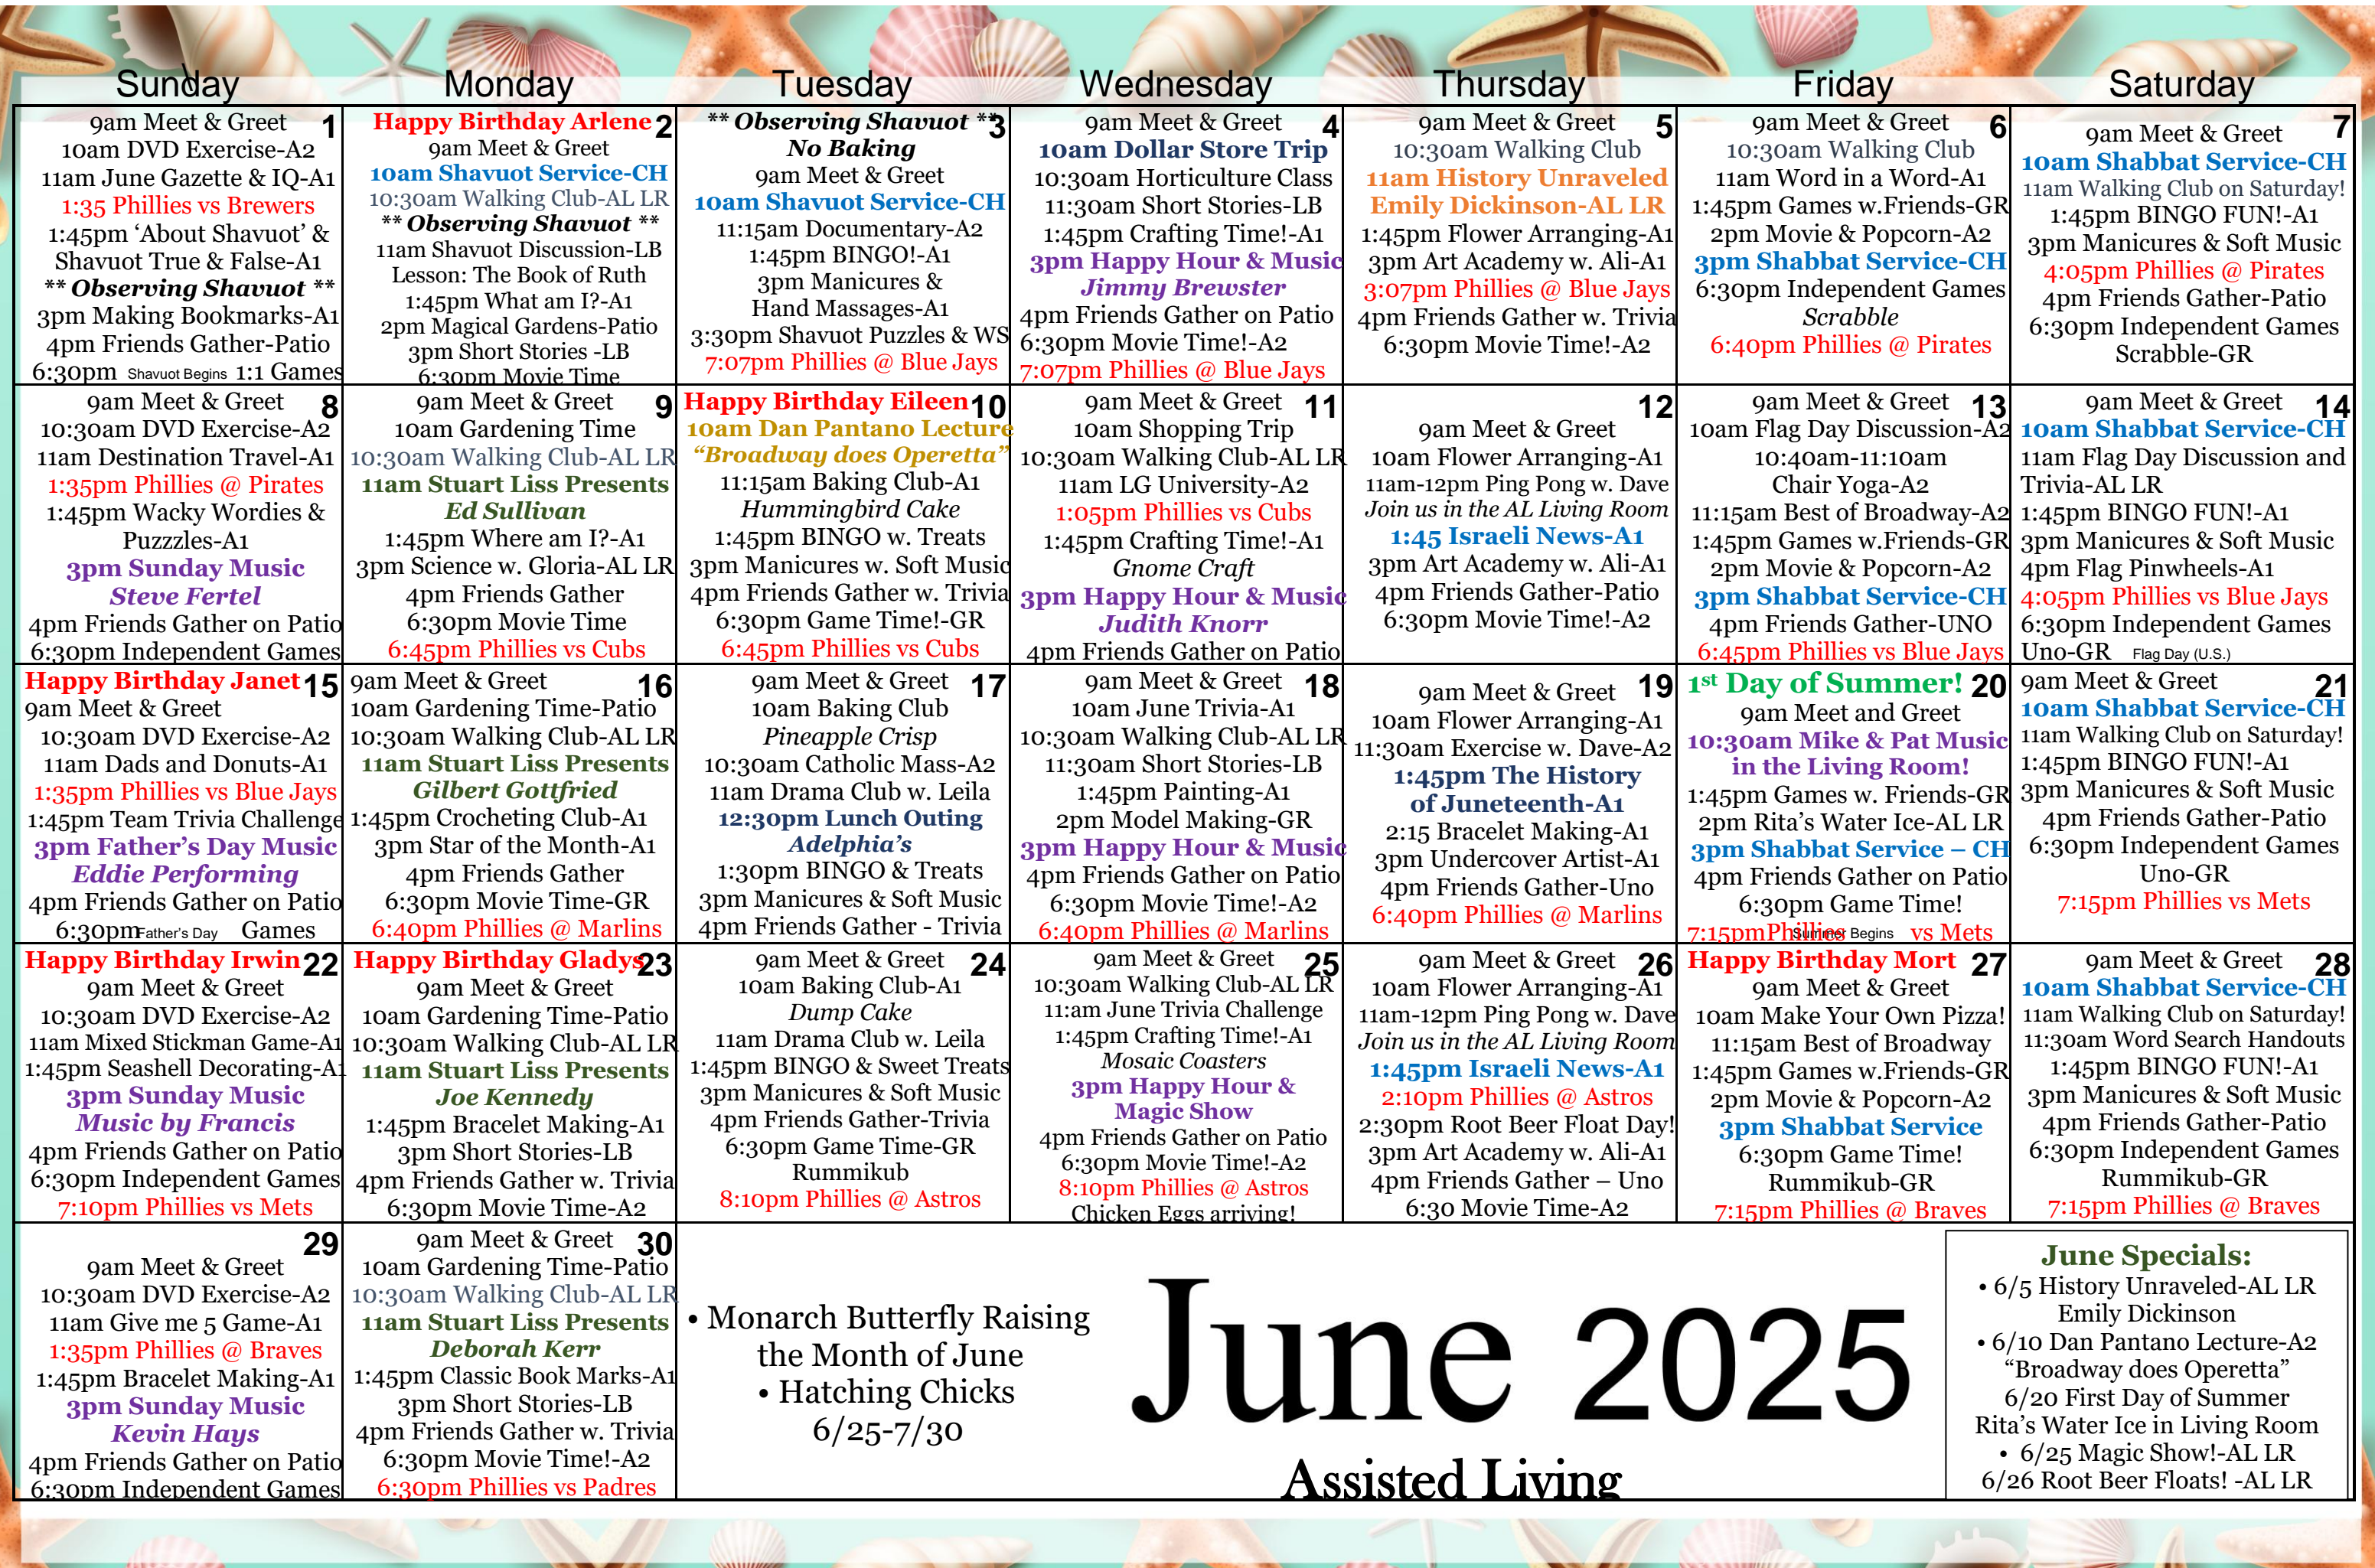 Sunday
Monday
Tuesday
Wednesday
Thursday
Friday
Saturday
1
9am Meet & Greet
10am DVD Exercise-A2
11am June Gazette & IQ-A1
1:35 Phillies vs Brewers
1:45pm ‘About Shavuot’ &
Shavuot True & False-A1
** Observing Shavuot **
3pm Making Bookmarks-A1
4pm Friends Gather-Patio
6:30pm Shavuot Begins 1:1 Games
Happy Birthday Arlene 2
9am Meet & Greet
10am Shavuot Service-CH
10:30am Walking Club-AL LR
** Observing Shavuot **
11am Shavuot Discussion-LB
Lesson: The Book of Ruth
1:45pm What am I?-A1
2pm Magical Gardens-Patio
3pm Short Stories -LB
6:30pm Movie Time
** Observing Shavuot ** 3
No Baking
9am Meet & Greet
10am Shavuot Service-CH
11:15am Documentary-A2
1:45pm BINGO!-A1
3pm Manicures &
Hand Massages-A1
3:30pm Shavuot Puzzles & WS
7:07pm Phillies @ Blue Jays
9am Meet & Greet 4
10am Dollar Store Trip
10:30am Horticulture Class
11:30am Short Stories-LB
1:45pm Crafting Time!-A1
3pm Happy Hour & Music
Jimmy Brewster
4pm Friends Gather on Patio
6:30pm Movie Time!-A2
7:07pm Phillies @ Blue Jays
9am Meet & Greet 5
10:30am Walking Club
11am History Unraveled
Emily Dickinson-AL LR
1:45pm Flower Arranging-A1
3pm Art Academy w. Ali-A1
3:07pm Phillies @ Blue Jays
4pm Friends Gather w. Trivia
6:30pm Movie Time!-A2
9am Meet & Greet 6
10:30am Walking Club
11am Word in a Word-A1
1:45pm Games w.Friends-GR
2pm Movie & Popcorn-A2
3pm Shabbat Service-CH
6:30pm Independent Games
Scrabble
6:40pm Phillies @ Pirates
9am Meet & Greet 7
10am Shabbat Service-CH
11am Walking Club on Saturday!
1:45pm BINGO FUN!-A1
3pm Manicures & Soft Music
4:05pm Phillies @ Pirates
4pm Friends Gather-Patio
6:30pm Independent Games
Scrabble-GR
9am Meet & Greet 8
10:30am DVD Exercise-A2
11am Destination Travel-A1
1:35pm Phillies @ Pirates
1:45pm Wacky Wordies &
Puzzzles-A1
3pm Sunday Music
Steve Fertel
4pm Friends Gather on Patio
6:30pm Independent Games
9am Meet & Greet 9
10am Gardening Time
10:30am Walking Club-AL LR
11am Stuart Liss Presents
Ed Sullivan
1:45pm Where am I?-A1
3pm Science w. Gloria-AL LR
4pm Friends Gather
6:30pm Movie Time
6:45pm Phillies vs Cubs
Happy Birthday Eileen 10
10am Dan Pantano Lecture
“Broadway does Operetta”
11:15am Baking Club-A1
Hummingbird Cake
1:45pm BINGO w. Treats
3pm Manicures w. Soft Music
4pm Friends Gather w. Trivia
6:30pm Game Time!-GR
6:45pm Phillies vs Cubs
9am Meet & Greet 11
10am Shopping Trip
10:30am Walking Club-AL LR
11am LG University-A2
1:05pm Phillies vs Cubs
1:45pm Crafting Time!-A1
Gnome Craft
3pm Happy Hour & Music
Judith Knorr
4pm Friends Gather on Patio
12
9am Meet & Greet
10am Flower Arranging-A1
11am-12pm Ping Pong w. Dave
Join us in the AL Living Room
1:45 Israeli News-A1
3pm Art Academy w. Ali-A1
4pm Friends Gather-Patio
6:30pm Movie Time!-A2
9am Meet & Greet 13
10am Flag Day Discussion-A2
10:40am-11:10am
Chair Yoga-A2
11:15am Best of Broadway-A2
1:45pm Games w.Friends-GR
2pm Movie & Popcorn-A2
3pm Shabbat Service-CH
4pm Friends Gather-UNO
6:45pm Phillies vs Blue Jays
9am Meet & Greet 14
10am Shabbat Service-CH
11am Flag Day Discussion and
Trivia-AL LR
1:45pm BINGO FUN!-A1
3pm Manicures & Soft Music
4pm Flag Pinwheels-A1
4:05pm Phillies vs Blue Jays
6:30pm Independent Games
Uno-GR Flag Day (U.S.)
Happy Birthday Janet 15
9am Meet & Greet
10:30am DVD Exercise-A2
11am Dads and Donuts-A1
1:35pm Phillies vs Blue Jays
1:45pm Team Trivia Challenge
3pm Father’s Day Music
Eddie Performing
4pm Friends Gather on Patio
6:30pm Father’s Day Games
9am Meet & Greet 16
10am Gardening Time-Patio
10:30am Walking Club-AL LR
11am Stuart Liss Presents
Gilbert Gottfried
1:45pm Crocheting Club-A1
3pm Star of the Month-A1
4pm Friends Gather
6:30pm Movie Time-GR
6:40pm Phillies @ Marlins
9am Meet & Greet 17
10am Baking Club
Pineapple Crisp
10:30am Catholic Mass-A2
11am Drama Club w. Leila
12:30pm Lunch Outing
Adelphia’s
1:30pm BINGO & Treats
3pm Manicures & Soft Music
4pm Friends Gather - Trivia
9am Meet & Greet 18
10am June Trivia-A1
10:30am Walking Club-AL LR
11:30am Short Stories-LB
1:45pm Painting-A1
2pm Model Making-GR
3pm Happy Hour & Music
4pm Friends Gather on Patio
6:30pm Movie Time!-A2
6:40pm Phillies @ Marlins
9am Meet & Greet 19
10am Flower Arranging-A1
11:30am Exercise w. Dave-A2
1:45pm The History
of Juneteenth-A1
2:15 Bracelet Making-A1
3pm Undercover Artist-A1
4pm Friends Gather-Uno
6:40pm Phillies @ Marlins
1st Day of Summer! 20
9am Meet and Greet
10:30am Mike & Pat Music
in the Living Room!
1:45pm Games w. Friends-GR
2pm Rita’s Water Ice-AL LR
3pm Shabbat Service – CH
4pm Friends Gather on Patio
6:30pm Game Time!
7:15pmPhillies Summer Begins vs Mets
9am Meet & Greet 21
10am Shabbat Service-CH
11am Walking Club on Saturday!
1:45pm BINGO FUN!-A1
3pm Manicures & Soft Music
4pm Friends Gather-Patio
6:30pm Independent Games
Uno-GR
7:15pm Phillies vs Mets
Happy Birthday Irwin 22
9am Meet & Greet
10:30am DVD Exercise-A2
11am Mixed Stickman Game-A1
1:45pm Seashell Decorating-A1
3pm Sunday Music
Music by Francis
4pm Friends Gather on Patio
6:30pm Independent Games
7:10pm Phillies vs Mets
Happy Birthday Gladys 23
9am Meet & Greet
10am Gardening Time-Patio
10:30am Walking Club-AL LR
11am Stuart Liss Presents
Joe Kennedy
1:45pm Bracelet Making-A1
3pm Short Stories-LB
4pm Friends Gather w. Trivia
6:30pm Movie Time-A2
9am Meet & Greet 24
10am Baking Club-A1
Dump Cake
11am Drama Club w. Leila
1:45pm BINGO & Sweet Treats
3pm Manicures & Soft Music
4pm Friends Gather-Trivia
6:30pm Game Time-GR
Rummikub
8:10pm Phillies @ Astros
9am Meet & Greet 25
10:30am Walking Club-AL LR
11:am June Trivia Challenge
1:45pm Crafting Time!-A1
Mosaic Coasters
3pm Happy Hour &
Magic Show
4pm Friends Gather on Patio
6:30pm Movie Time!-A2
8:10pm Phillies @ Astros
Chicken Eggs arriving!
9am Meet & Greet 26
10am Flower Arranging-A1
11am-12pm Ping Pong w. Dave
Join us in the AL Living Room
1:45pm Israeli News-A1
2:10pm Phillies @ Astros
2:30pm Root Beer Float Day!
3pm Art Academy w. Ali-A1
4pm Friends Gather – Uno
6:30 Movie Time-A2
Happy Birthday Mort 27
9am Meet & Greet
10am Make Your Own Pizza!
11:15am Best of Broadway
1:45pm Games w.Friends-GR
2pm Movie & Popcorn-A2
3pm Shabbat Service
6:30pm Game Time!
Rummikub-GR
7:15pm Phillies @ Braves
9am Meet & Greet 28
10am Shabbat Service-CH
11am Walking Club on Saturday!
11:30am Word Search Handouts
1:45pm BINGO FUN!-A1
3pm Manicures & Soft Music
4pm Friends Gather-Patio
6:30pm Independent Games
Rummikub-GR
7:15pm Phillies @ Braves
29
9am Meet & Greet
10:30am DVD Exercise-A2
11am Give me 5 Game-A1
1:35pm Phillies @ Braves
1:45pm Bracelet Making-A1
3pm Sunday Music
Kevin Hays
4pm Friends Gather on Patio
6:30pm Independent Games
9am Meet & Greet 30
10am Gardening Time-Patio
10:30am Walking Club-AL LR
11am Stuart Liss Presents
Deborah Kerr
1:45pm Classic Book Marks-A1
3pm Short Stories-LB
4pm Friends Gather w. Trivia
6:30pm Movie Time!-A2
6:30pm Phillies vs Padres
• Monarch Butterfly Raising
the Month of June
• Hatching Chicks
6/25-7/30
June 2025
Assisted Living
June Specials:
• 6/5 History Unraveled-AL LR
Emily Dickinson
• 6/10 Dan Pantano Lecture-A2
“Broadway does Operetta”
6/20 First Day of Summer
Rita’s Water Ice in Living Room
• 6/25 Magic Show!-AL LR
6/26 Root Beer Floats! -AL LR